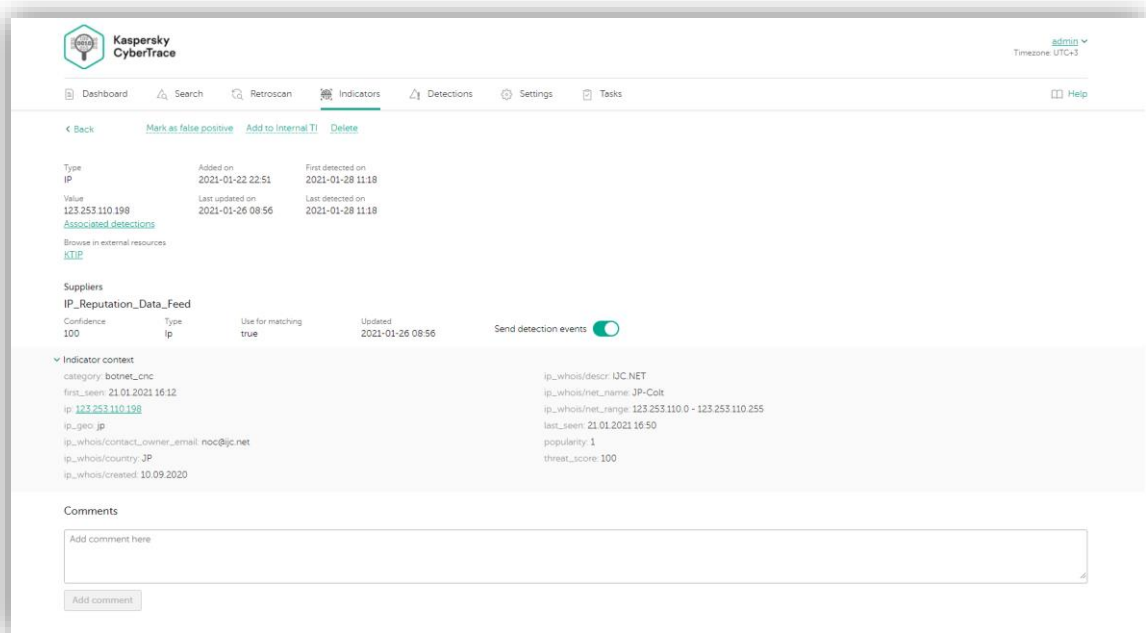 Kaspersky
CyberTrace
admin
Timezone: UTC+3
Dashboard Search Retroscan Indicators Detections Settings Tasks Help
Back Mark as false positive Add to Internal TI Delete
Type Added on First detected on
IP 2021-01-22 22:51 2021-01-28 11:18
Value Last updated on Last detected on
123.253.110.198 2021-01-26 08:56 2021-01-28 11:18
Associated detections
Browse in external resources
KTIP
Suppliers
IP_Reputation_Data_Feed
Confidence Type Use for matching Updated
100 Ip true 2021-01-26 08:56 Send detection events
Indicator context
category: botnet_cnc ip_whois/descr: IJC.NET
first_seen: 21.01.2021 16:12 ip_whois/net_name: JP-Colt
ip: 123.253.110.198 ip_whois/net_range: 123.253.110.0 - 123.253.110.255
ip_geo: jp last_seen: 21.01.2021 16:50
ip_whois/contact_owner_email: noc@ijc.net popularity: 1
ip_whois/country: JP threat_score: 100
ip_whois/created: 10.09.2020
Comments
Add comment here
Add comment